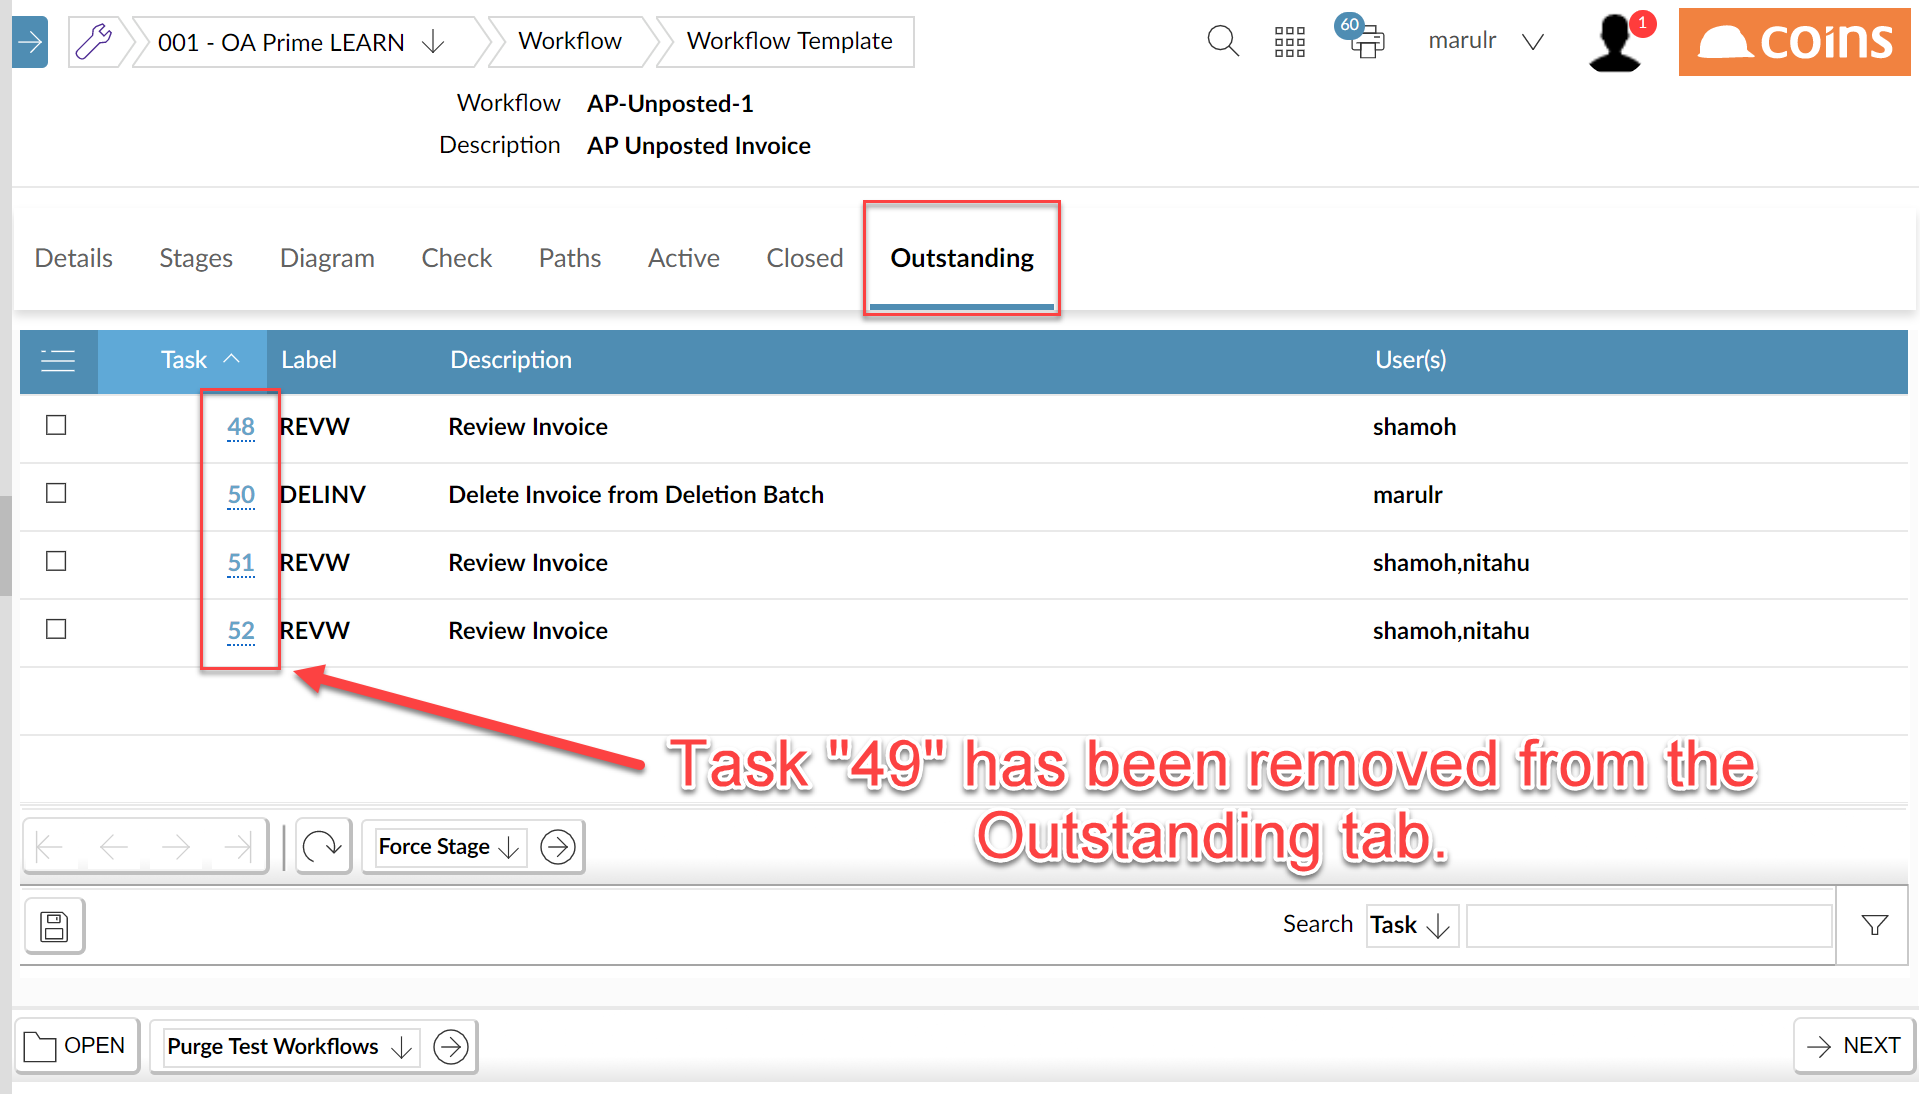 001 - OA Prime LEARN
Workflow
Workflow Template
60
marulr
1
coins
Workflow AP-Unposted-1
Description AP Unposted Invoice
Details Stages Diagram Check Paths Active Closed Outstanding
Task Label Description User(s)
48 REVW Review Invoice shamoh
50 DELINV Delete Invoice from Deletion Batch marulr
51 REVW Review Invoice shamoh,nitahu
52 REVW Review Invoice shamoh,nitahu
Task "49" has been removed from the
Outstanding tab.
Force Stage
Search Task
OPEN Purge Test Workflows NEXT